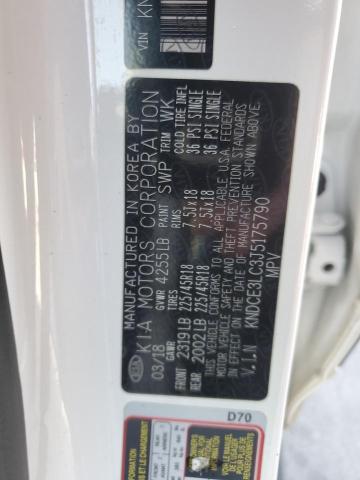 MANUFACTURED IN KOREA BY
KIA MOTORS CORPORATION
03/18 GVWR 4255LB PAINT SWP TRIM WK
GAWR RIMS COLD TIRE INFL
FRONT 2319LB 225/45R18 7.5Jx18 36 PSI SINGLE
REAR 2002LB 225/45R18 7.5Jx18 36 PSI SINGLE
THIS VEHICLE CONFORMS TO ALL APPLICABLE U.S.A. FEDERAL
MOTOR VEHICLE SAFETY AND THEFT PREVENTION STANDARDS
IN EFFECT ON THE DATE OF MANUFACTURE SHOWN ABOVE.
V.I.N KNDCE3LC3J5175790
MPV
KIA
VIN KN
D70